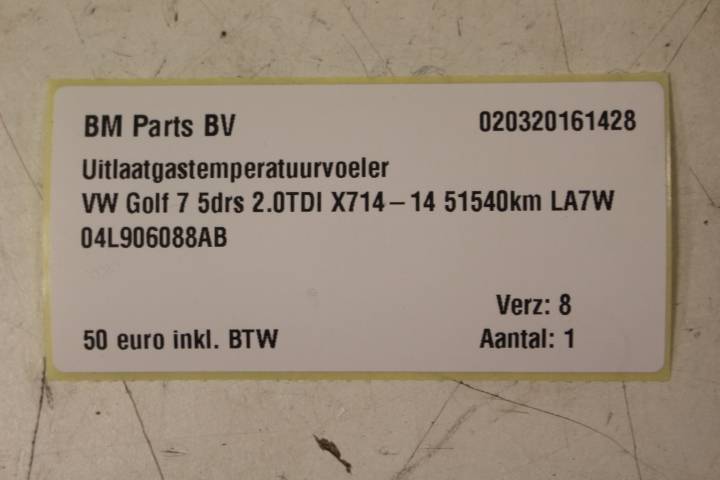 BM Parts BV 020320161428
Uitlaatgastemperatuurvoeler
VW Golf 7 5drs 2.0TDI X714-14 51540km LA7W
04L906088AB
Verz: 8
50 euro inkl. BTW Aantal: 1